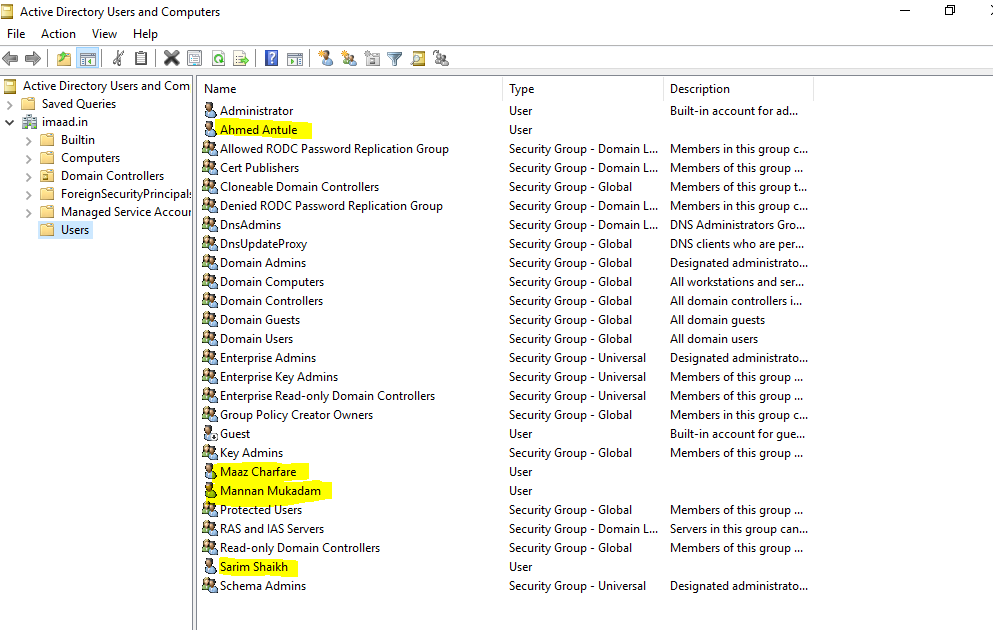 Active Directory Users and Computers
File Action View Help
Active Directory Users and Com
Saved Queries
imaad.in
Builtin
Computers
Domain Controllers
ForeignSecurityPrincipals
Managed Service Accour
Users
Name Type Description
Administrator User Built-in account for ad...
Ahmed Antule User
Allowed RODC Password Replication Group Security Group - Domain L... Members in this group c...
Cert Publishers Security Group - Domain L... Members of this group ...
Cloneable Domain Controllers Security Group - Global Members of this group t...
Denied RODC Password Replication Group Security Group - Domain L... Members in this group c...
DnsAdmins Security Group - Domain L... DNS Administrators Gro...
DnsUpdateProxy Security Group - Global DNS clients who are per...
Domain Admins Security Group - Global Designated administrato...
Domain Computers Security Group - Global All workstations and ser...
Domain Controllers Security Group - Global All domain controllers i...
Domain Guests Security Group - Global All domain guests
Domain Users Security Group - Global All domain users
Enterprise Admins Security Group - Universal Designated administrato...
Enterprise Key Admins Security Group - Universal Members of this group ...
Enterprise Read-only Domain Controllers Security Group - Universal Members of this group ...
Group Policy Creator Owners Security Group - Global Members in this group c...
Guest User Built-in account for gue...
Key Admins Security Group - Global Members of this group ...
Maaz Charfare User
Mannan Mukadam User
Protected Users Security Group - Global Members of this group ...
RAS and IAS Servers Security Group - Domain L... Servers in this group can...
Read-only Domain Controllers Security Group - Global Members of this group ...
Sarim Shaikh User
Schema Admins Security Group - Universal Designated administrato...